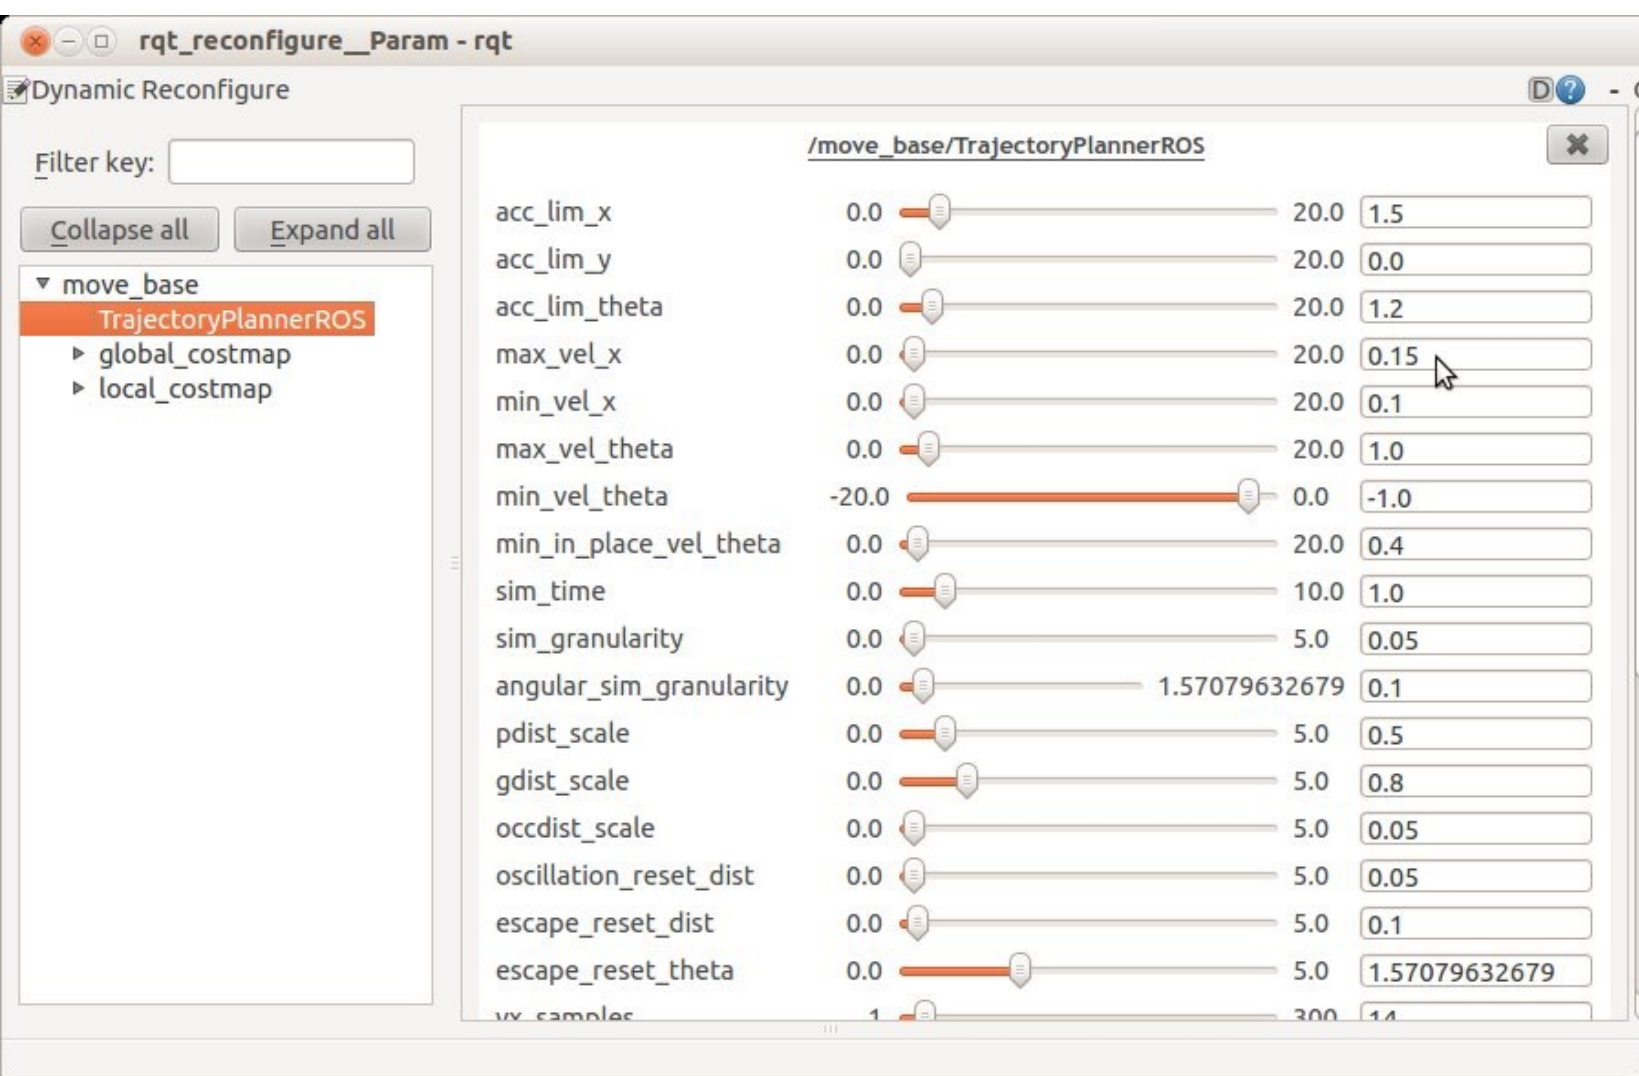 rqt_reconfigure__Param - rqt
Dynamic Reconfigure
D ? -
Filter key:
Collapse all Expand all
move_base
TrajectoryPlannerROS
global_costmap
local_costmap
/move_base/TrajectoryPlannerROS
acc_lim_x 0.0 20.0 1.5
acc_lim_y 0.0 20.0 0.0
acc_lim_theta 0.0 20.0 1.2
max_vel_x 0.0 20.0 0.15
min_vel_x 0.0 20.0 0.1
max_vel_theta 0.0 20.0 1.0
min_vel_theta -20.0 0.0 -1.0
min_in_place_vel_theta 0.0 20.0 0.4
sim_time 0.0 10.0 1.0
sim_granularity 0.0 5.0 0.05
angular_sim_granularity 0.0 1.57079632679 0.1
pdist_scale 0.0 5.0 0.5
gdist_scale 0.0 5.0 0.8
occdist_scale 0.0 5.0 0.05
oscillation_reset_dist 0.0 5.0 0.05
escape_reset_dist 0.0 5.0 0.1
escape_reset_theta 0.0 5.0 1.57079632679
vx_samples 1 300 14